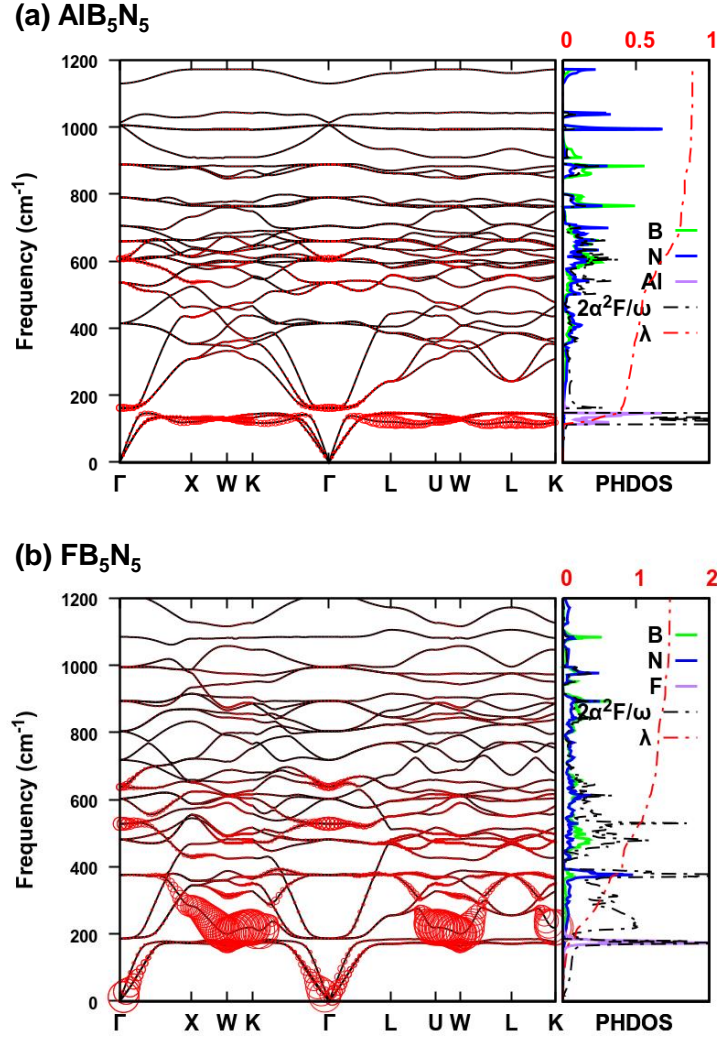 (a) AlB₅N₅
0 0.5 1
1200
1000
800
600
400
200
0
Frequency (cm⁻¹)
B
N
Al
2α²F/ω
λ
Γ X W K Γ L U W L K PHDOS
(b) FB₅N₅
0 1 2
1200
1000
800
600
400
200
0
Frequency (cm⁻¹)
B
N
F
2α²F/ω
λ
Γ X W K Γ L U W L K PHDOS